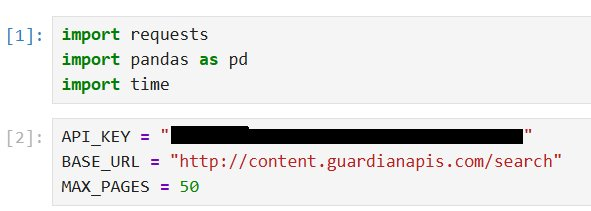 [1]:
import requests
import pandas as pd
import time
[2]:
API_KEY = " "
BASE_URL = "http://content.guardianapis.com/search"
MAX_PAGES = 50